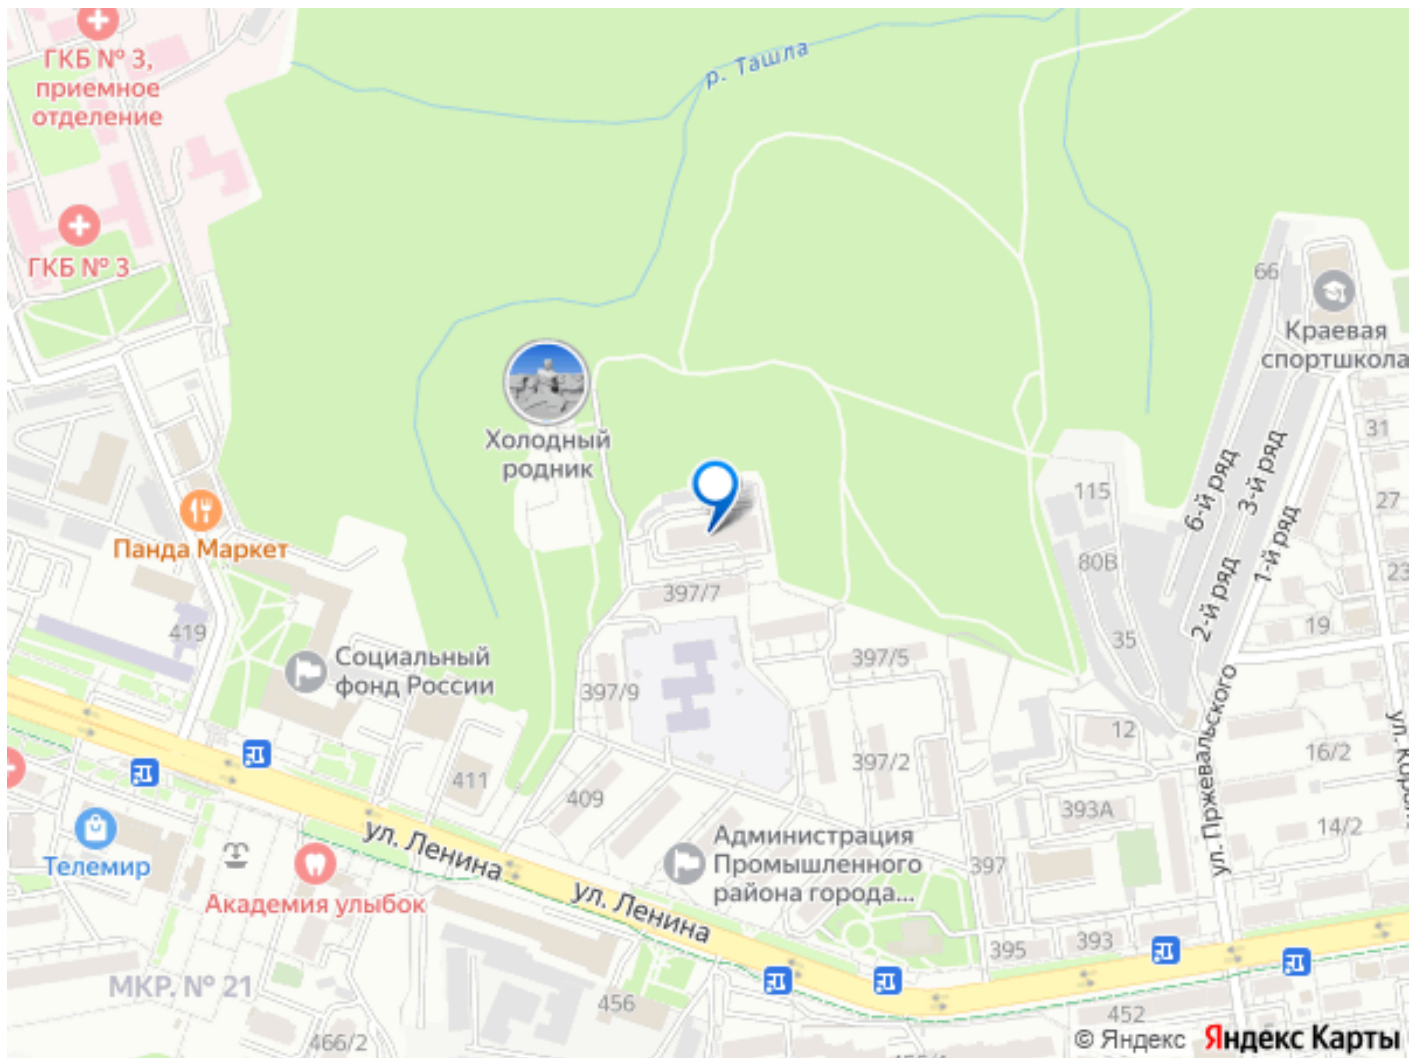 ГКБ № 3,
приемное
отделение
р. Ташла
ГКБ № 3
66
Краевая
спортшкола
Холодный
родник
31
6-й ряд
3-й ряд
115
27
1-й ряд
Панда Маркет
80В
2-й ряд
23
397/7
419
19
35
Социальный
фонд России
397/5
397/9
ул. Пржевальского
12
16/2
411
397/2
409
393А
14/2
ул. Ленина
Администрация
Промышленного
района города...
397
Телемир
Академия улыбок
ул. Ленина
395
393
МКР. № 21
456
452
466/2
© Яндекс
Яндекс Карты